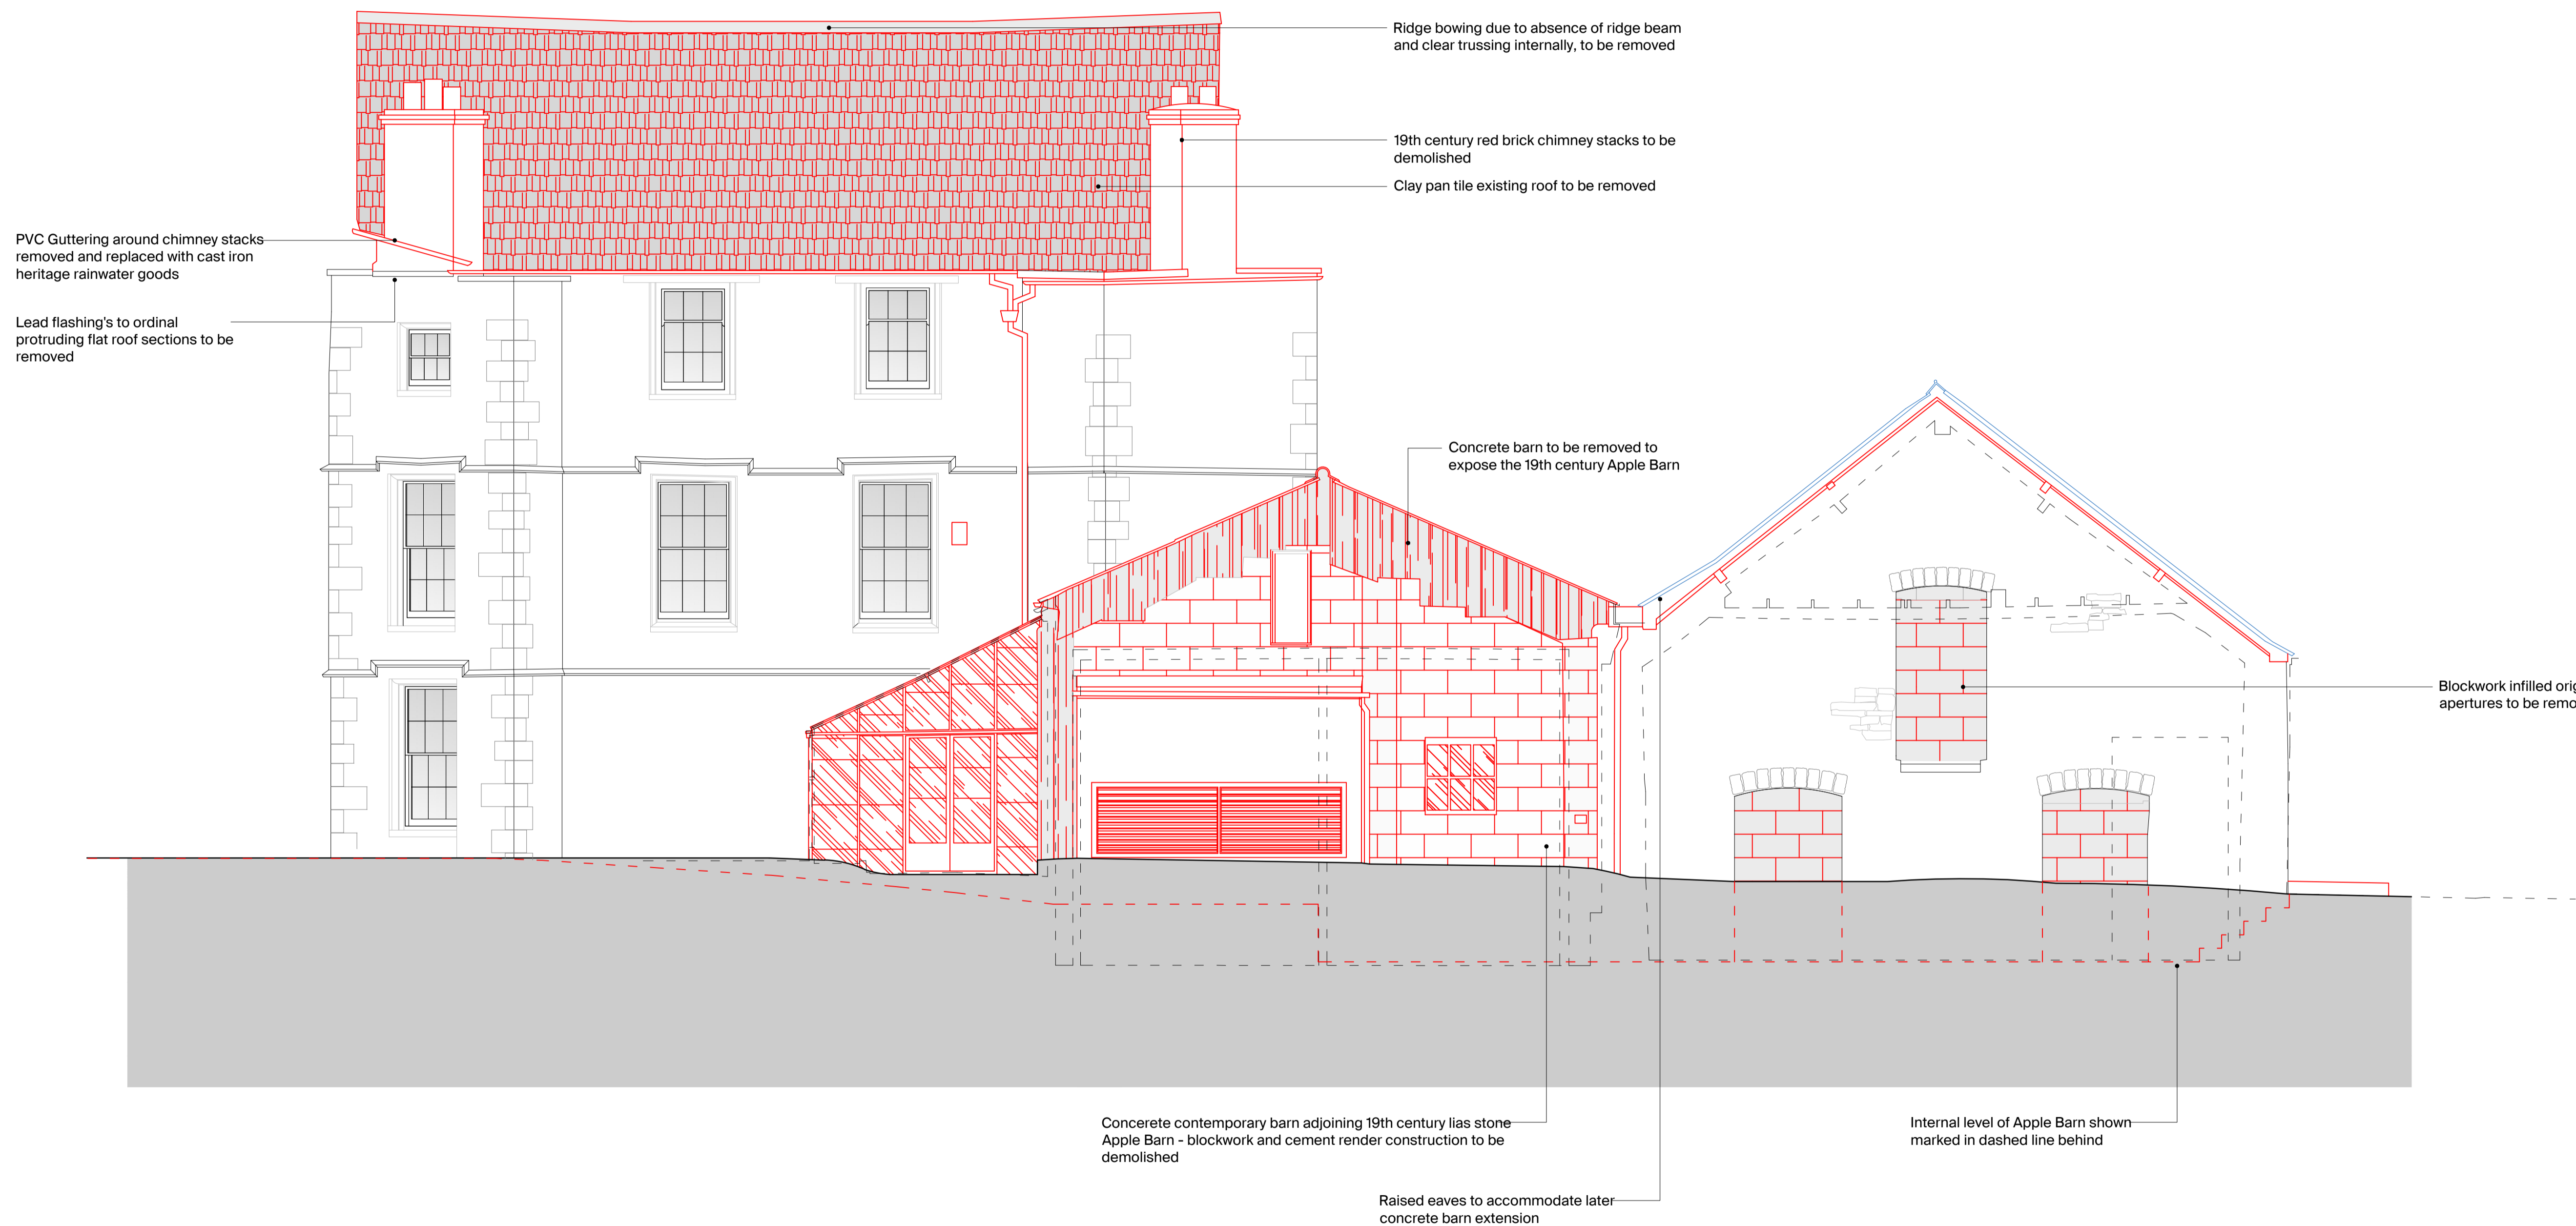 Ridge bowing due to absence of ridge beam
and clear trussing internally, to be removed
19th century red brick chimney stacks to be
demolished
Clay pan tile existing roof to be removed
PVC Guttering around chimney stacks
removed and replaced with cast iron
heritage rainwater goods
Lead flashing's to ordinal
protruding flat roof sections to be
removed
Concrete barn to be removed to
expose the 19th century Apple Barn
Blockwork infilled
apertures to be
Concerete contemporary barn adjoining 19th century lias stone
Apple Barn - blockwork and cement render construction to be
demolished
Internal level of Apple Barn shown
marked in dashed line behind
Raised eaves to accommodate later
concrete barn extension